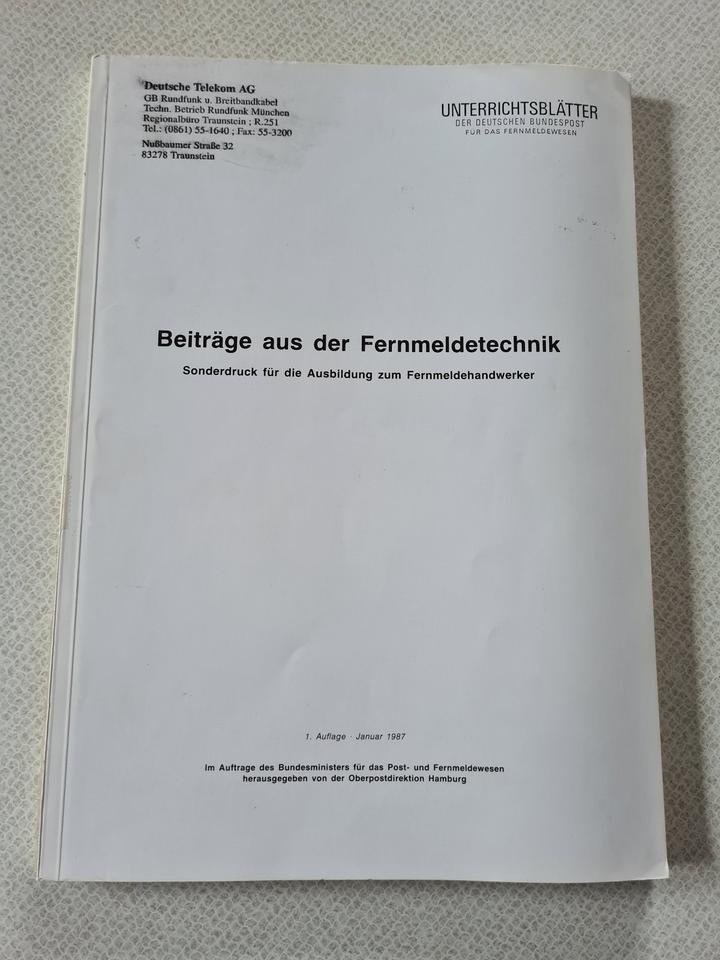 Deutsche Telekom AG
GB Rundfunk u. Breitbandkabel
Techn. Betrieb Rundfunk München
Regionalbüro Traunstein ; R.251
Tel.: (0861) 55-1640 ; Fax: 55-3200
Nußbaumer Straße 32
83278 Traunstein
UNTERRICHTSBLÄTTER
DER DEUTSCHEN BUNDESPOST
FÜR DAS FERNMELDEWESEN
Beiträge aus der Fernmeldetechnik
Sonderdruck für die Ausbildung zum Fernmeldehandwerker
1. Auflage · Januar 1987
Im Auftrage des Bundesministers für das Post- und Fernmeldewesen
herausgegeben von der Oberpostdirektion Hamburg